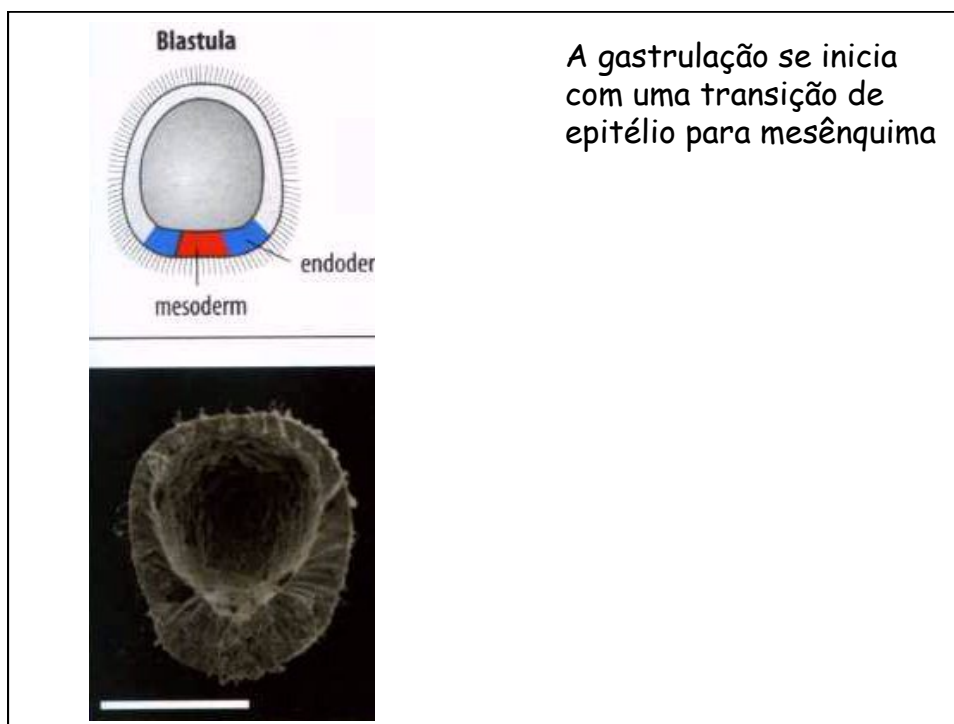 Blastula
endoder
mesoderm
A gastrulação se inicia
com uma transição de
epitélio para mesênquima